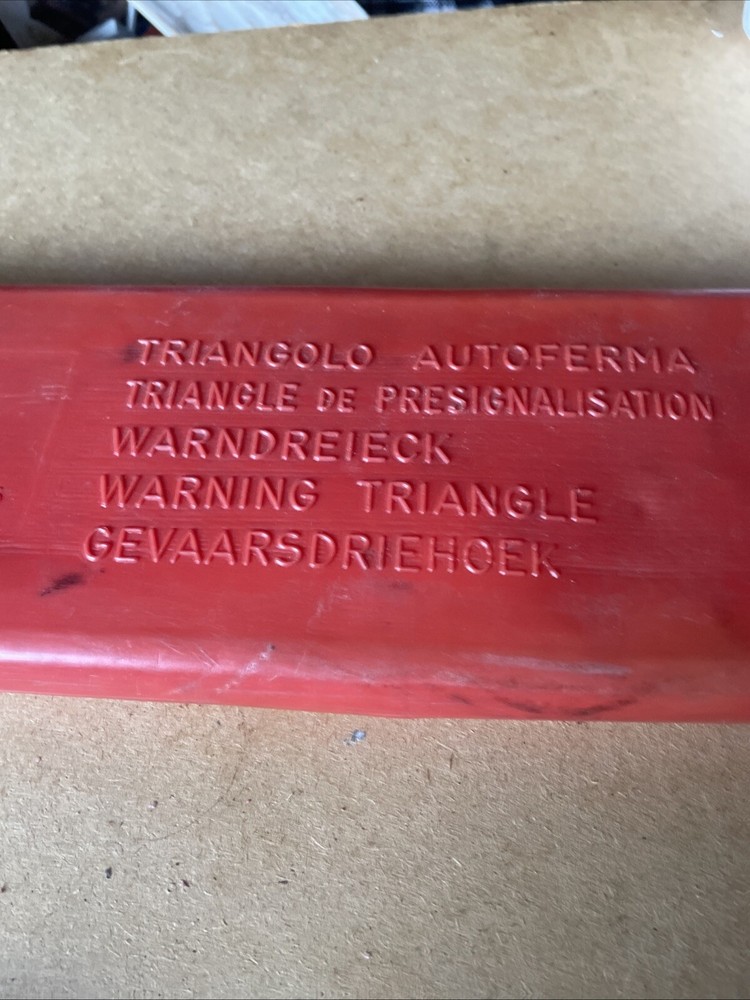 TRIANGOLO AUTOFERMA
TRIANGLE DE PRESIGNALISATION
WARNDREIECK
WARNING TRIANGLE
GEVAARSDRIEHOEK